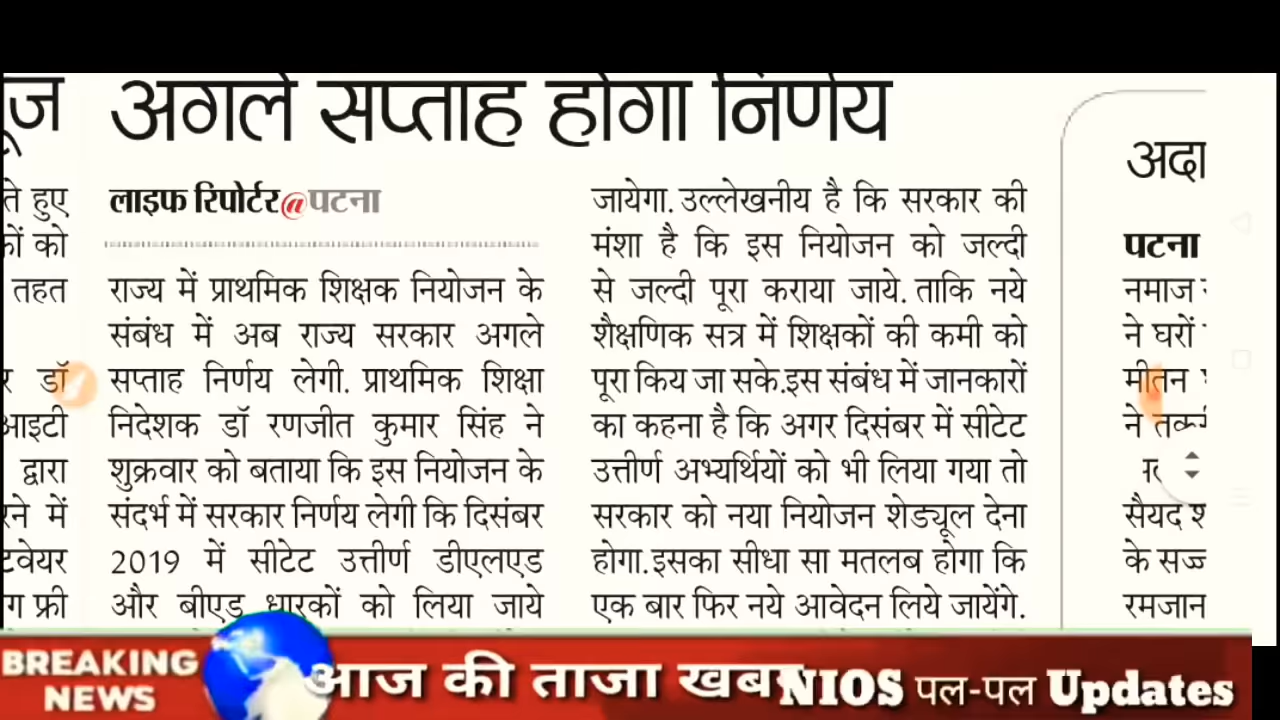 अगले सप्ताह होगा निर्णय
लाइफ रिपोर्टर@पटना
राज्य में प्राथमिक शिक्षक नियोजन के
संबंध में अब राज्य सरकार अगले
सप्ताह निर्णय लेगी. प्राथमिक शिक्षा
निदेशक डॉ रणजीत कुमार सिंह ने
शुक्रवार को बताया कि इस नियोजन के
संदर्भ में सरकार निर्णय लेगी कि दिसंबर
2019 में सीटेट उत्तीर्ण डीएलएड
और बीएड धारकों को लिया जाये
जायेगा. उल्लेखनीय है कि सरकार की
मंशा है कि इस नियोजन को जल्दी
से जल्दी पूरा कराया जाये. ताकि नये
शैक्षणिक सत्र में शिक्षकों की कमी को
पूरा किय जा सके.इस संबंध में जानकारों
का कहना है कि अगर दिसंबर में सीटेट
उत्तीर्ण अभ्यर्थियों को भी लिया गया तो
सरकार को नया नियोजन शेड्यूल देना
होगा.इसका सीधा सा मतलब होगा कि
एक बार फिर नये आवेदन लिये जायेंगे.
हुए
को
तहत
डॉ
आइटी
द्वारा
में
फ्री
पटना
नमाज
ने घरों
ने
सैयद
के
रमजान
BREAKING
NEWS
आज की ताजा खबर
NIOS पल-पल Updates